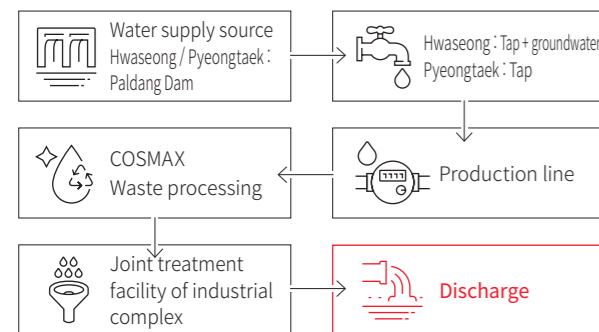 Water supply source
Hwaseong / Pyeongtaek :
Paldang Dam
Hwaseong : Tap + groundwater
Pyeongtaek : Tap
COSMAX
Waste processing
Production line
Joint treatment
facility of industrial
complex
Discharge